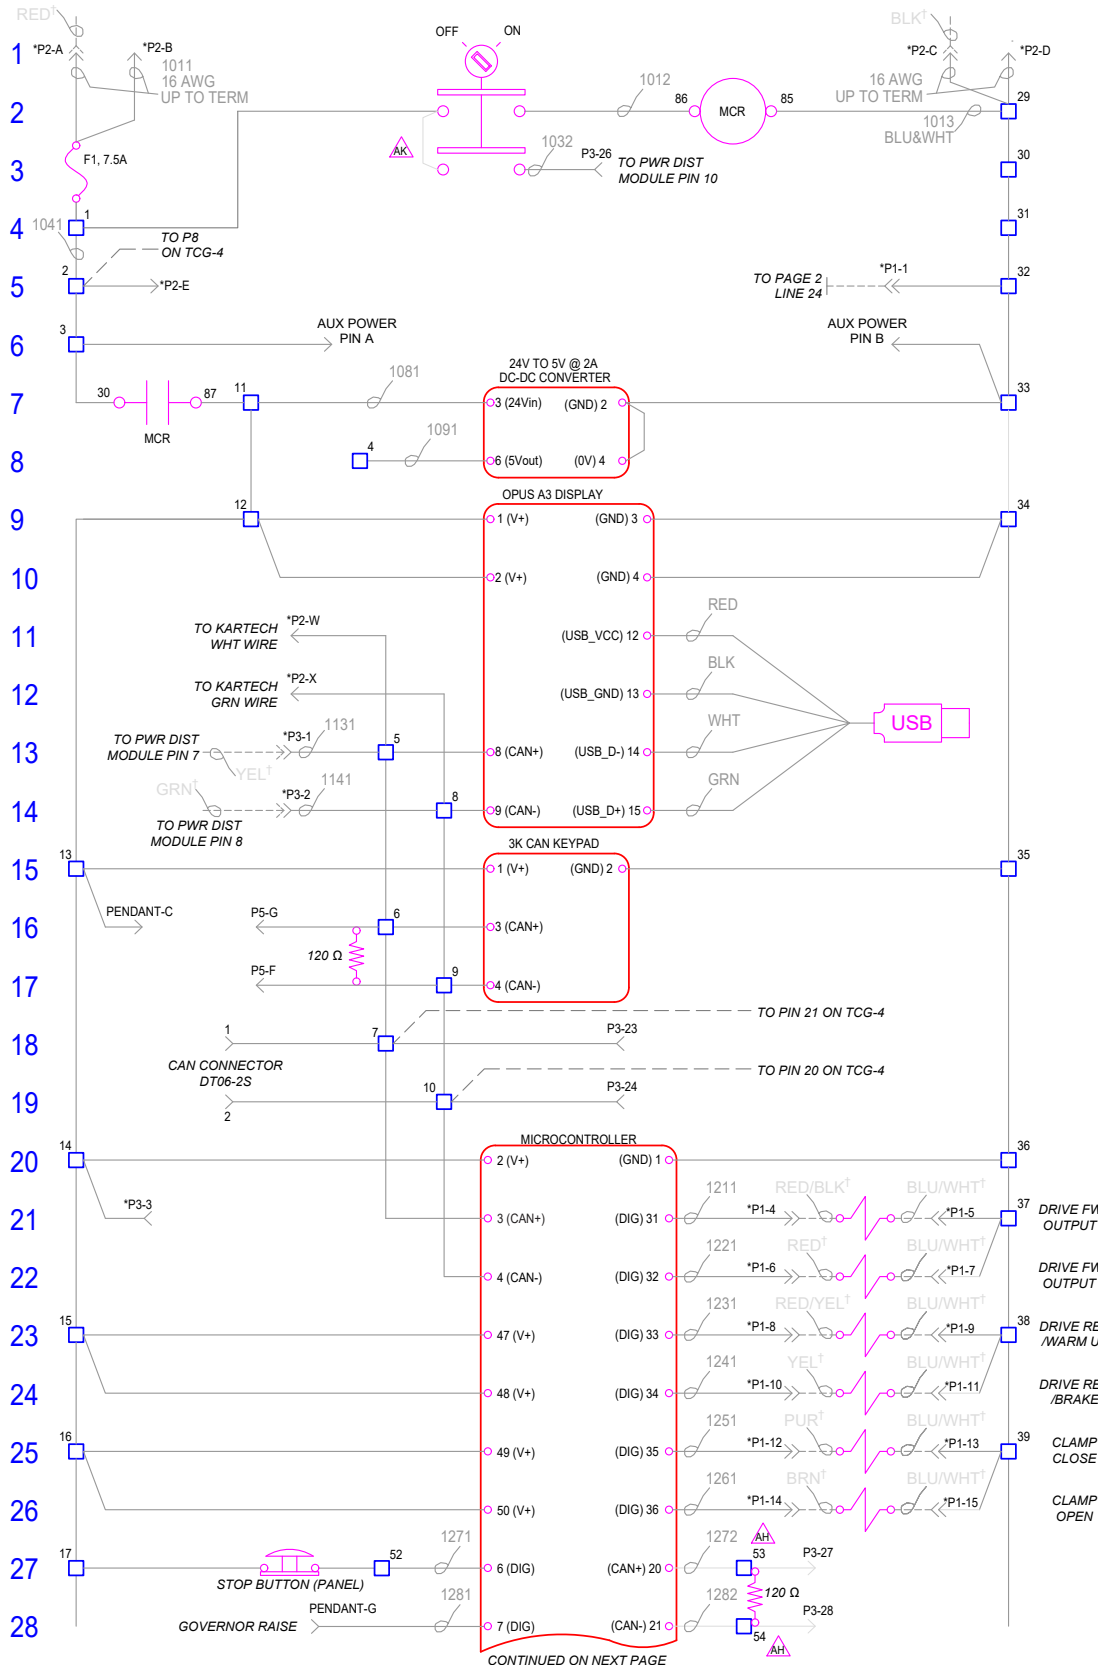 RED†
BLK†
OFF
ON
1
*P2-A
*P2-B
*P2-C
*P2-D
1011
16 AWG
UP TO TERM
16 AWG
UP TO TERM
2
1012
86
MCR
85
29
1013
BLU&WHT
AK
3
F1, 7.5A
1032
P3-26
TO PWR DIST
MODULE PIN 10
30
4
1
1041
31
TO P8
ON TCG-4
5
2
*P2-E
TO PAGE 2
LINE 24
*P1-1
32
6
3
AUX POWER
PIN A
AUX POWER
PIN B
24V TO 5V @ 2A
DC-DC CONVERTER
7
30
87
MCR
11
1081
3 (24Vin)
(GND) 2
33
8
4
1091
6 (5Vout)
(0V) 4
OPUS A3 DISPLAY
9
12
1 (V+)
(GND) 3
34
10
2 (V+)
(GND) 4
11
TO KARTECH
WHT WIRE
*P2-W
(USB_VCC) 12
RED
12
TO KARTECH
GRN WIRE
*P2-X
(USB_GND) 13
BLK
USB
13
TO PWR DIST
MODULE PIN 7
*P3-1
1131
YEL†
5
8 (CAN+)
(USB_D-) 14
WHT
14
GRN†
*P3-2
1141
TO PWR DIST
MODULE PIN 8
8
9 (CAN-)
(USB_D+) 15
GRN
3K CAN KEYPAD
15
13
1 (V+)
(GND) 2
35
16
PENDANT-C
P5-G
6
3 (CAN+)
120 Ω
17
P5-F
9
4 (CAN-)
TO PIN 21 ON TCG-4
18
1
7
P3-23
CAN CONNECTOR
DT06-2S
TO PIN 20 ON TCG-4
19
2
10
P3-24
MICROCONTROLLER
20
14
2 (V+)
(GND) 1
36
21
*P3-3
3 (CAN+)
(DIG) 31
1211
*P1-4
RED/BLK†
BLU/WHT†
*P1-5
37
DRIVE FW
OUTPUT
22
4 (CAN-)
(DIG) 32
1221
*P1-6
RED†
BLU/WHT†
*P1-7
DRIVE FW
OUTPUT
23
15
47 (V+)
(DIG) 33
1231
*P1-8
RED/YEL†
BLU/WHT†
*P1-9
38
DRIVE RE
/WARM U
24
48 (V+)
(DIG) 34
1241
*P1-10
YEL†
BLU/WHT†
*P1-11
DRIVE RE
/BRAKE
25
16
49 (V+)
(DIG) 35
1251
*P1-12
PUR†
BLU/WHT†
*P1-13
39
CLAMP
CLOSE
26
50 (V+)
(DIG) 36
1261
*P1-14
BRN†
BLU/WHT†
*P1-15
CLAMP
OPEN
27
17
STOP BUTTON (PANEL)
52
1271
6 (DIG)
(CAN+) 20
1272
AH
53
P3-27
120 Ω
28
GOVERNOR RAISE
PENDANT-G
1281
7 (DIG)
(CAN-) 21
1282
54
AH
P3-28
CONTINUED ON NEXT PAGE